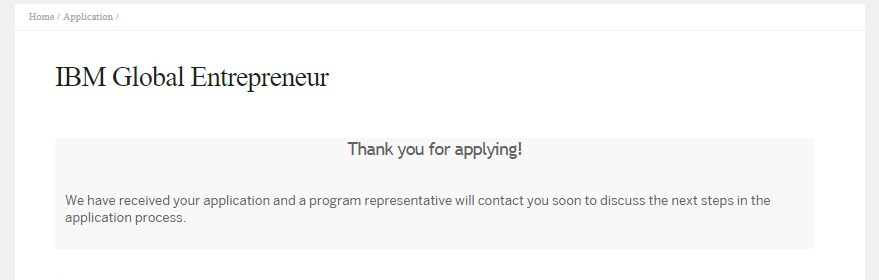 Home / Application /
IBM Global Entrepreneur
Thank you for applying!
We have received your application and a program representative will contact you soon to discuss the next steps in the
application process.